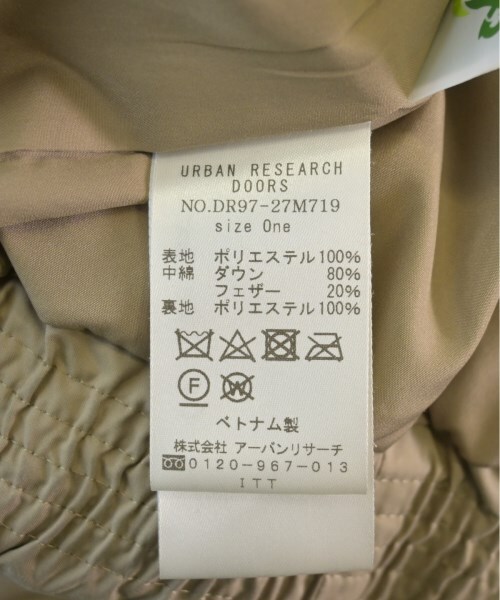 URBAN RESEARCH
DOORS
NO.DR97-27M719
size One
表地 ポリエステル100%
中綿 ダウン 80%
フェザー 20%
裏地 ポリエステル100%
F W
ベトナム製
株式会社 アーバンリサーチ
0120-967-013
ITT